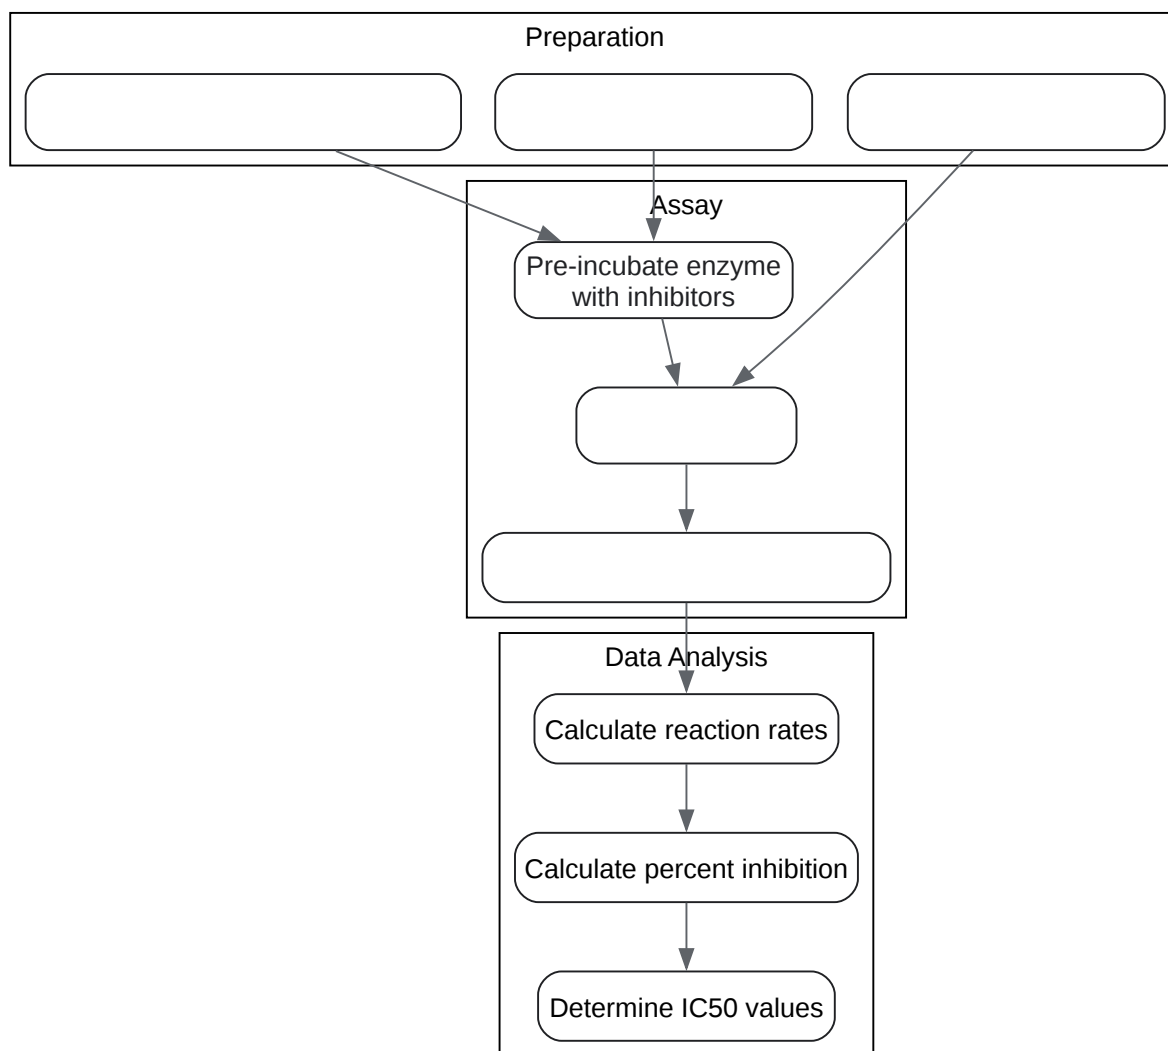 Preparation
Assay
Pre-incubate enzyme
with inhibitors
Data Analysis
Calculate reaction rates
Calculate percent inhibition
Determine IC50 values